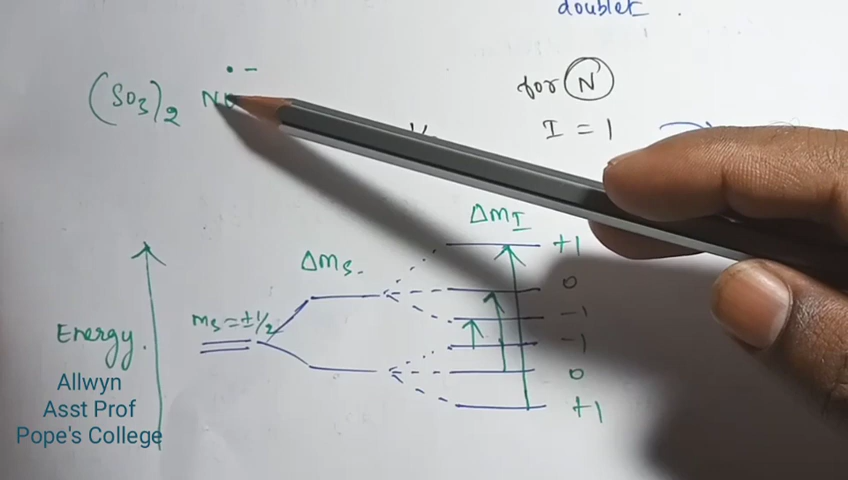 doublet.
(SO3)2 NO•−
for N
I = 1
ΔmI
+1
ΔmS.
0
mS = ±1/2
−1
Energy.
−1
0
+1
Allwyn
Asst Prof
Pope's College